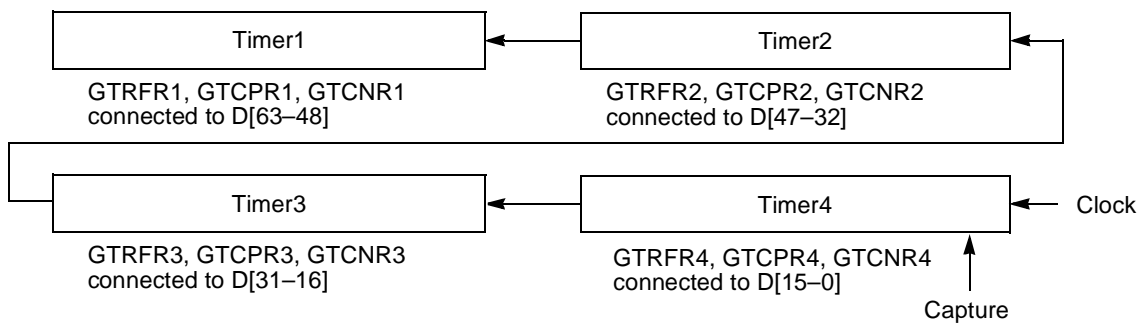 Timer1
Timer2
GTRFR1, GTCPR1, GTCNR1
connected to D[63–48]
GTRFR2, GTCPR2, GTCNR2
connected to D[47–32]
Timer3
Timer4
Clock
GTRFR3, GTCPR3, GTCNR3
connected to D[31–16]
GTRFR4, GTCPR4, GTCNR4
connected to D[15–0]
Capture